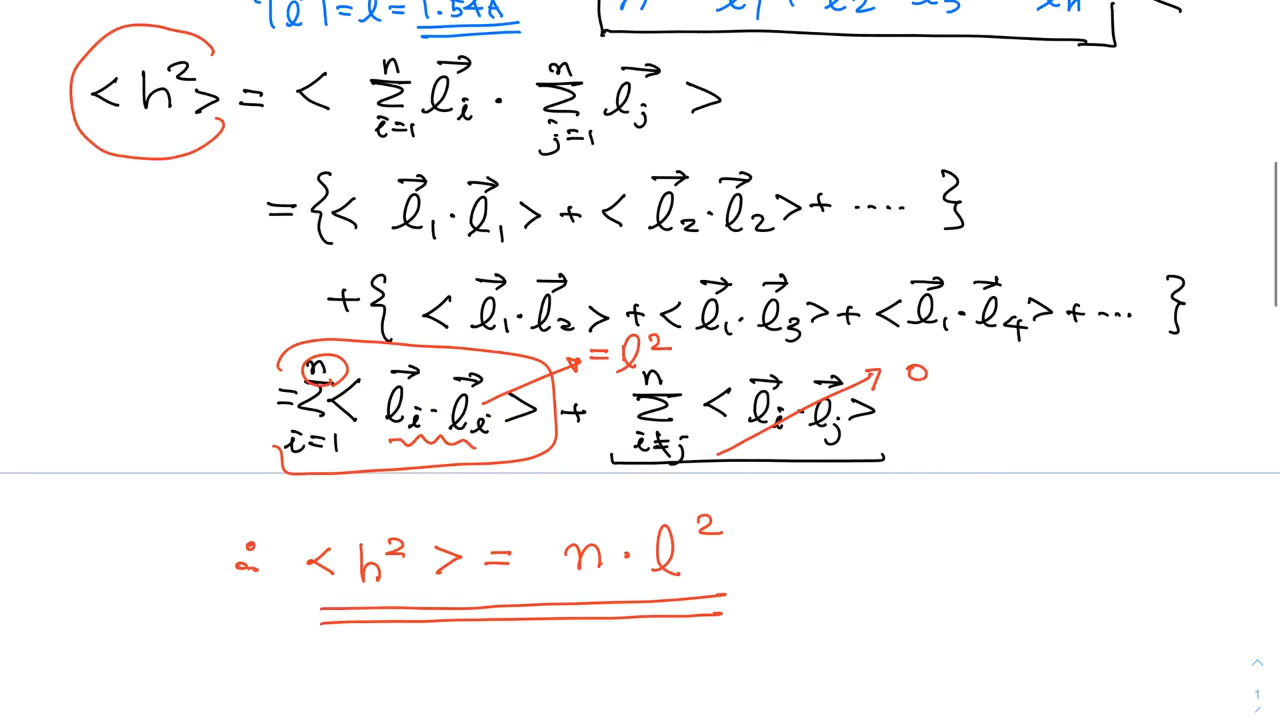 |l| = l = 1.54Å
<h²> = < Σ_{i=1}^{n} l⃗_i · Σ_{j=1}^{n} l⃗_j >
= { < l⃗₁ · l⃗₁ > + < l⃗₂ · l⃗₂ > + .... }
+ { < l⃗₁ · l⃗₂ > + < l⃗₁ · l⃗₃ > + < l⃗₁ · l⃗₄ > + ... }
= l² 0
= Σ_{i=1}^{n} < l⃗_i · l⃗_i > + Σ_{i≠j}^{n} < l⃗_i · l⃗_j >
∴ <h²> = n · l²
1